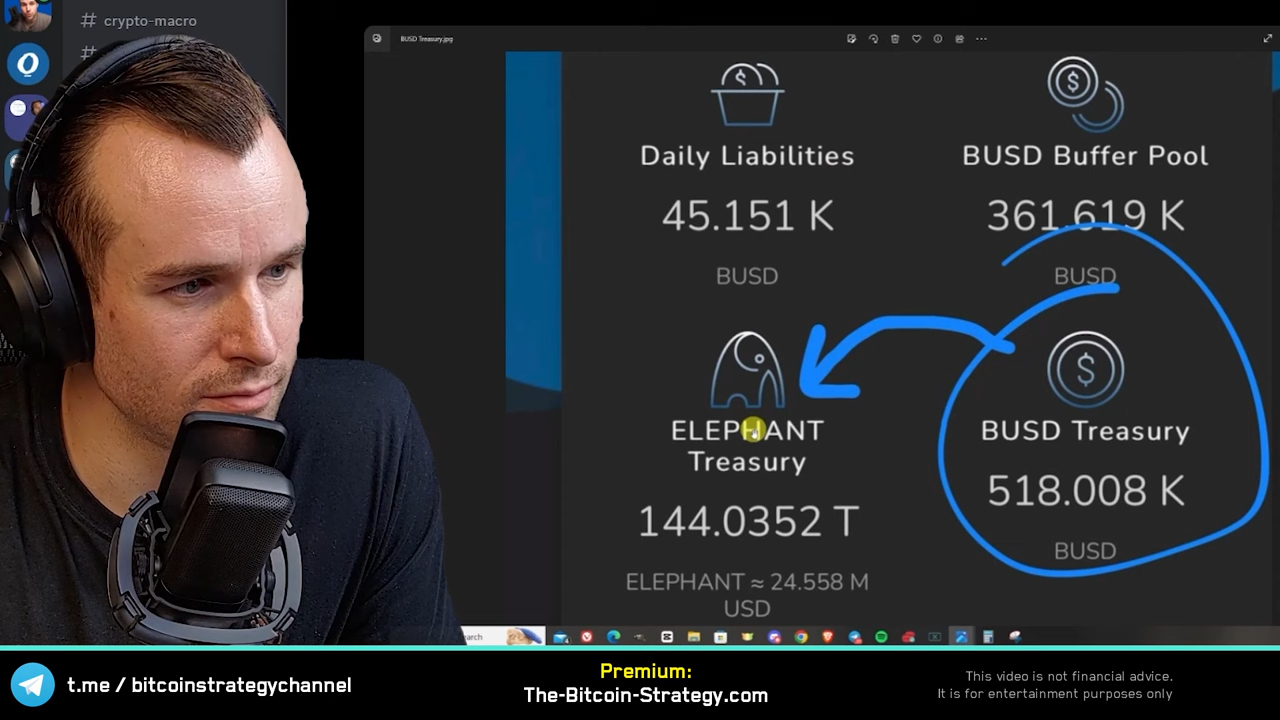 # crypto-macro
#
BUSD Treasury.jpg
Daily Liabilities
45.151 K
BUSD
BUSD Buffer Pool
361.619 K
BUSD
ELEPHANT
Treasury
144.0352 T
ELEPHANT ≈ 24.558 M
USD
BUSD Treasury
518.008 K
BUSD
t.me / bitcoinstrategychannel
Premium:
The-Bitcoin-Strategy.com
This video is not financial advice.
It is for entertainment purposes only